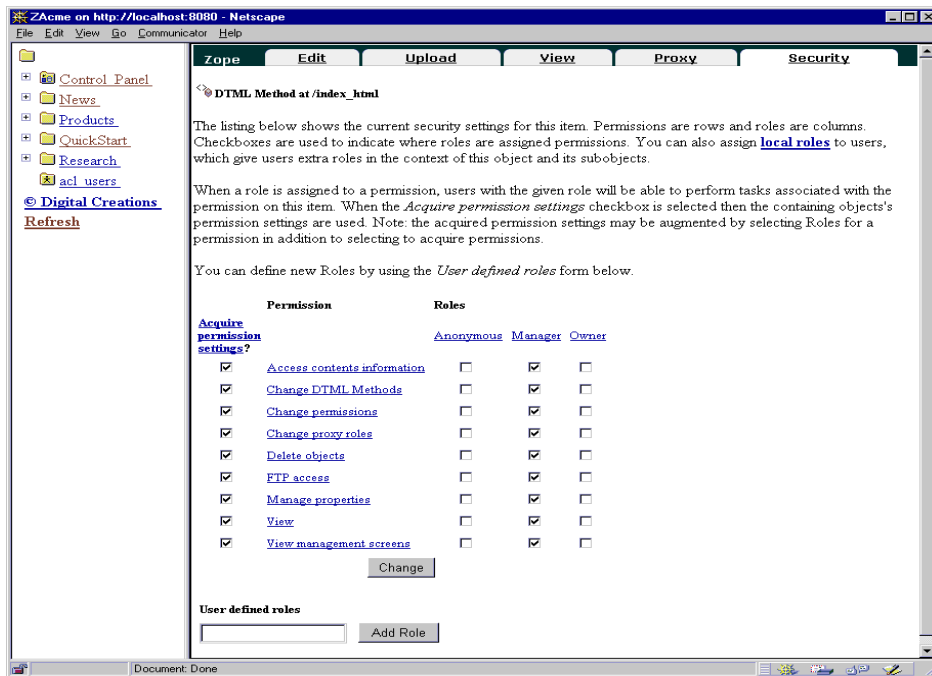 ZAcme on http://localhost:8080 - Netscape
File Edit View Go Communicator Help
Control_Panel
News
Products
QuickStart
Research
acl_users
© Digital Creations
Refresh
Zope Edit Upload View Proxy Security
DTML Method at /index_html
The listing below shows the current security settings for this item. Permissions are rows and roles are columns.
Checkboxes are used to indicate where roles are assigned permissions. You can also assign local roles to users,
which give users extra roles in the context of this object and its subobjects.
When a role is assigned to a permission, users with the given role will be able to perform tasks associated with the
permission on this item. When the Acquire permission settings checkbox is selected then the containing objects's
permission settings are used. Note: the acquired permission settings may be augmented by selecting Roles for a
permission in addition to selecting to acquire permissions.
You can define new Roles by using the User defined roles form below.
Permission Roles
Acquire
permission
settings?
Anonymous Manager Owner
Access contents information
Change DTML Methods
Change permissions
Change proxy roles
Delete objects
FTP access
Manage properties
View
View management screens
Change
User defined roles
Add Role
Document: Done